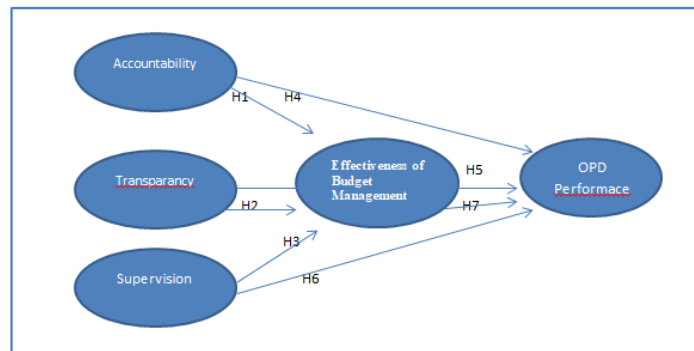 Accountability
H1
H4
Transparancy
H2
Effectiveness of
Budget
Management
H5
H7
OPD
Performace
Supervision
H3
H6